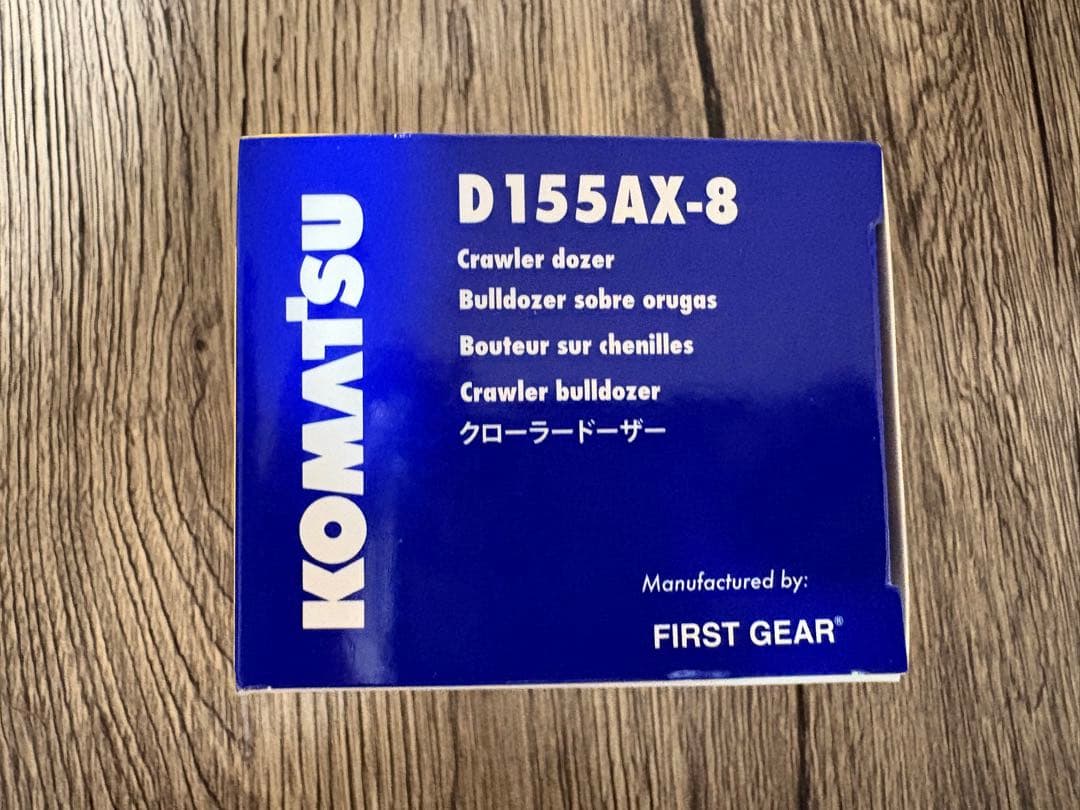 KOMATSU
D155AX-8
Crawler dozer
Bulldozer sobre orugas
Bouteur sur chenilles
Crawler bulldozer
クローラードーザー
Manufactured by:
FIRST GEAR®